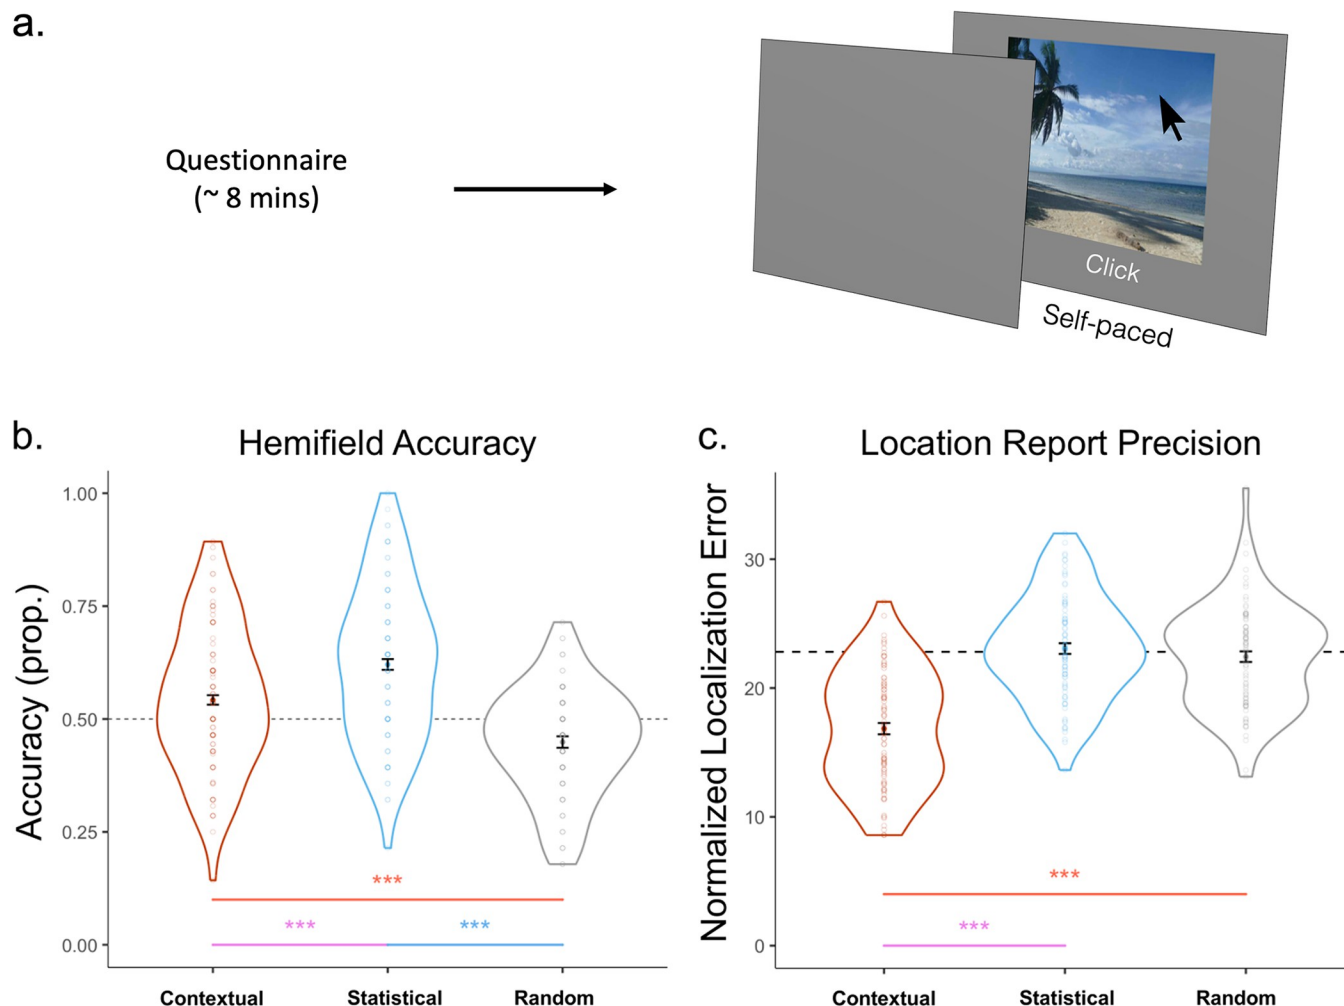 a.
Questionnaire
(~ 8 mins)
Click
Self-paced
b.
Hemifield Accuracy
Accuracy (prop.)
1.00
0.75
0.50
0.25
0.00
***
*** ***
Contextual Statistical Random
c.
Location Report Precision
Normalized Localization Error
30
20
10
0
***
***
Contextual Statistical Random